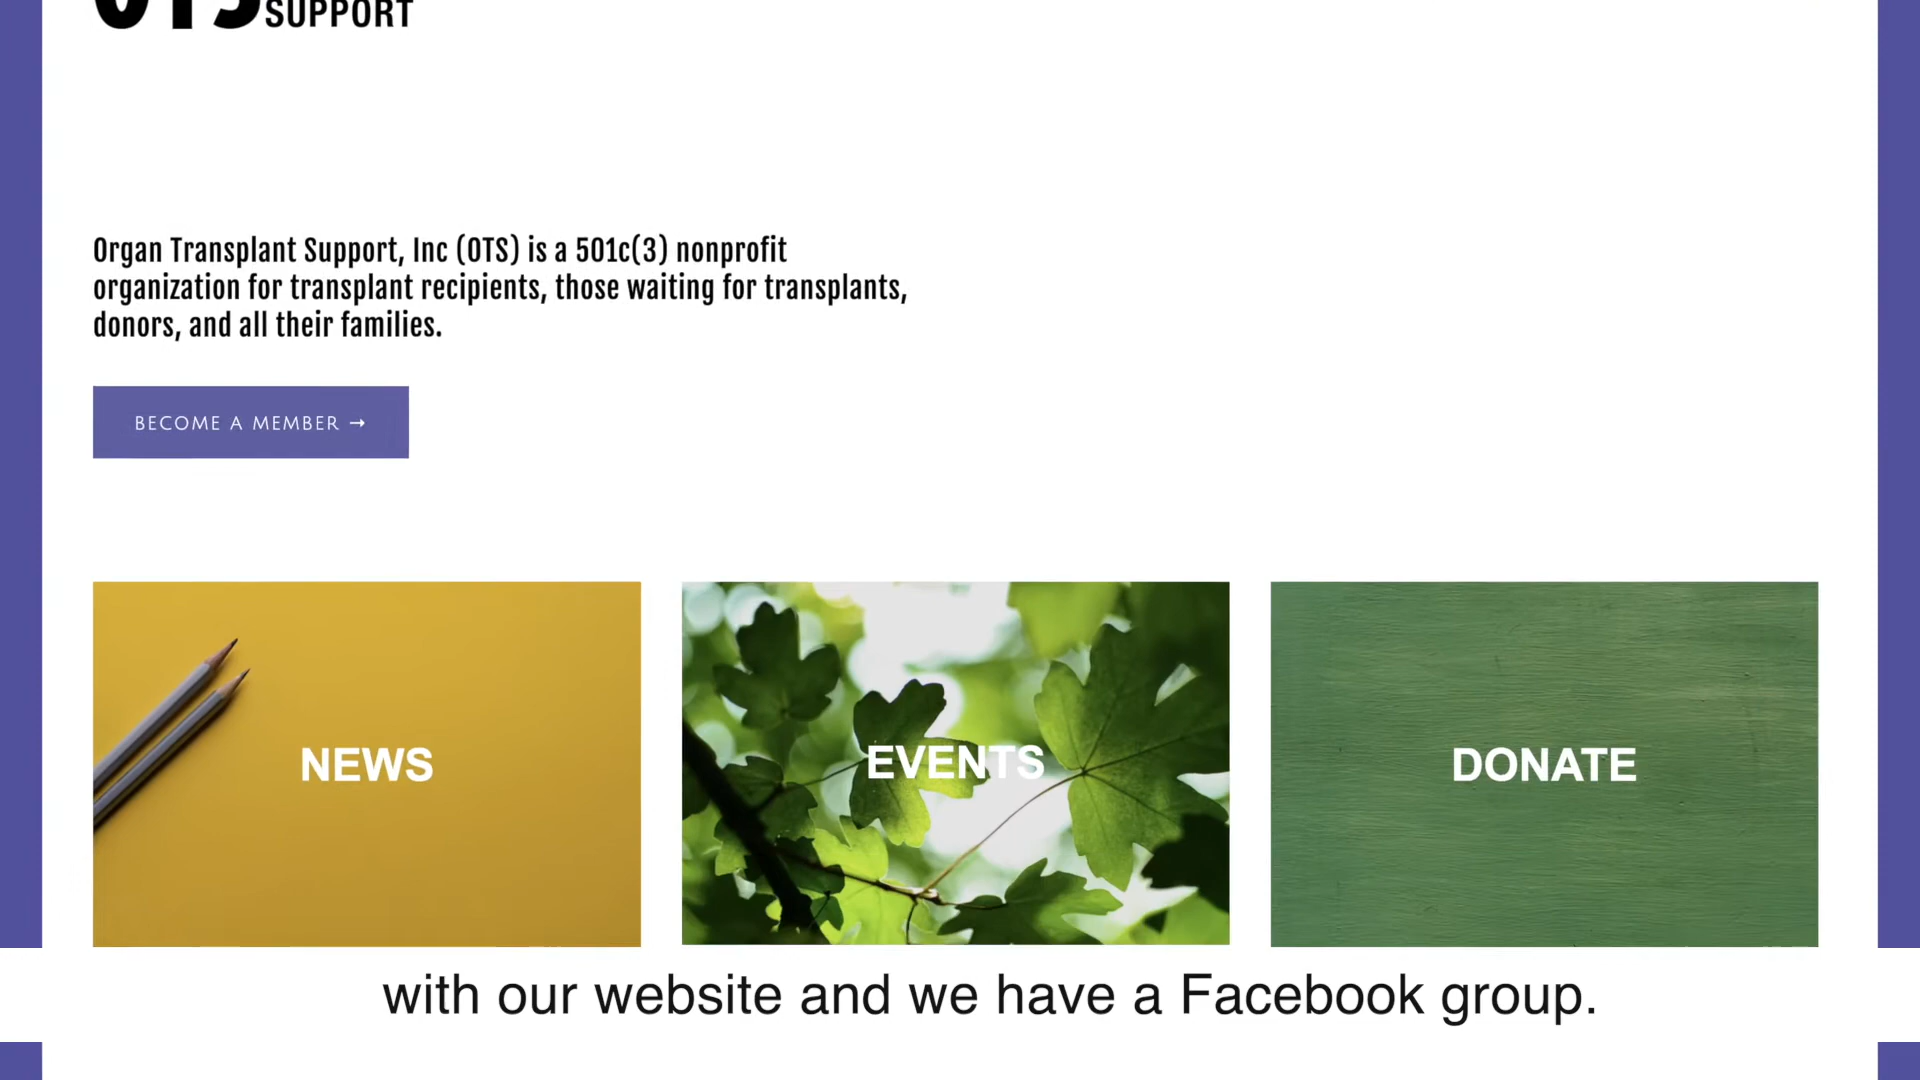 OTS SUPPORT
Organ Transplant Support, Inc (OTS) is a 501c(3) nonprofit
organization for transplant recipients, those waiting for transplants,
donors, and all their families.
BECOME A MEMBER →
NEWS
EVENTS
DONATE
with our website and we have a Facebook group.